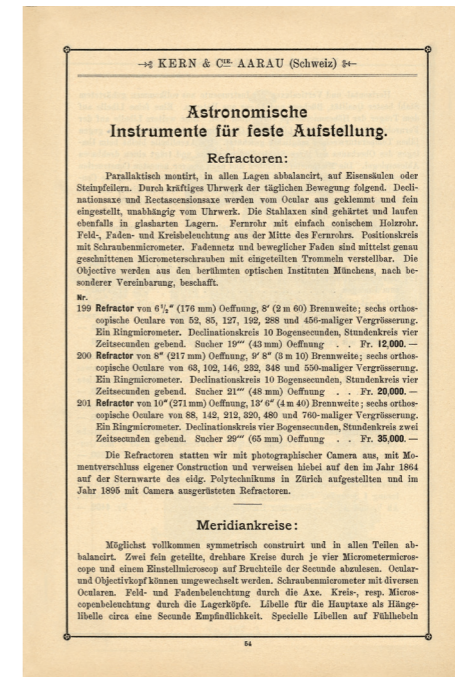 KERN & CIE. AARAU (Schweiz)
Astronomische
Instrumente für feste Aufstellung.
Refractoren:
Parallaktisch montirt, in allen Lagen abbalancirt, auf Eisensäulen oder
Steinpfeilern. Durch kräftiges Uhrwerk der täglichen Bewegung folgend. Decli-
nationsaxe und Rectascensionsaxe werden vom Ocular aus geklemmt und fein
eingestellt, unabhängig vom Uhrwerk. Die Stahlaxen sind gehärtet und laufen
ebenfalls in glasharten Lagern. Fernrohr mit einfach conischem Holzrohr.
Feld-, Faden- und Kreisbeleuchtung aus der Mitte des Fernrohrs. Positionskreis
mit Schraubenmicrometer. Fadennetz und beweglicher Faden sind mittelst genau
geschnittenen Micrometerschrauben mit eingeteilten Trommeln verstellbar. Die
Objective werden aus den berühmten optischen Instituten Münchens, nach be-
sonderer Vereinbarung, beschafft.
Nr.
199 Refractor von 6½" (176 mm) Oeffnung, 8' (2 m 60) Brennweite; sechs orthos-
copische Oculare von 52, 85, 127, 192, 288 und 456-maliger Vergrösserung.
Ein Ringmicrometer. Declinationskreis 10 Bogensecunden, Stundenkreis vier
Zeitsecunden gebend. Sucher 19''' (43 mm) Oeffnung . . Fr. 12,000. —
200 Refractor von 8" (217 mm) Oeffnung, 9' 8" (3 m 10) Brennweite; sechs orthos-
copische Oculare von 63, 102, 146, 232, 348 und 550-maliger Vergrösserung.
Ein Ringmicrometer. Declinationskreis 10 Bogensecunden, Stundenkreis vier
Zeitsecunden gebend. Sucher 21''' (48 mm) Oeffnung . . Fr. 20,000. —
201 Refractor von 10" (271 mm) Oeffnung, 13' 6" (4 m 40) Brennweite; sechs orthos-
copische Oculare von 88, 142, 212, 320, 480 und 760-maliger Vergrösserung.
Ein Ringmicrometer. Declinationskreis vier Bogensecunden, Stundenkreis zwei
Zeitsecunden gebend. Sucher 29''' (65 mm) Oeffnung . . Fr. 35,000. —
Die Refractoren statten wir mit photographischer Camera aus, mit Mo-
mentverschluss eigener Construction und verweisen hiebei auf den im Jahr 1864
auf der Sternwarte des eidg. Polytechnikums in Zürich aufgestellten und im
Jahr 1895 mit Camera ausgerüsteten Refractoren.
Meridiankreise:
Möglichst vollkommen symmetrisch construirt und in allen Teilen ab-
balancirt. Zwei fein geteilte, drehbare Kreise durch je vier Micrometermicros-
cope und einem Einstellmicroscop auf Bruchteile der Secunde abzulesen. Ocular-
und Objectivkopf können umgewechselt werden. Schraubenmicrometer mit diversen
Ocularen. Feld- und Fadenbeleuchtung durch die Axe. Kreis-, resp. Micros-
copenbeleuchtung durch die Lagerköpfe. Libelle für die Hauptaxe als Hänge-
libelle circa eine Secunde Empfindlichkeit. Specielle Libellen auf Fühlhebeln
54